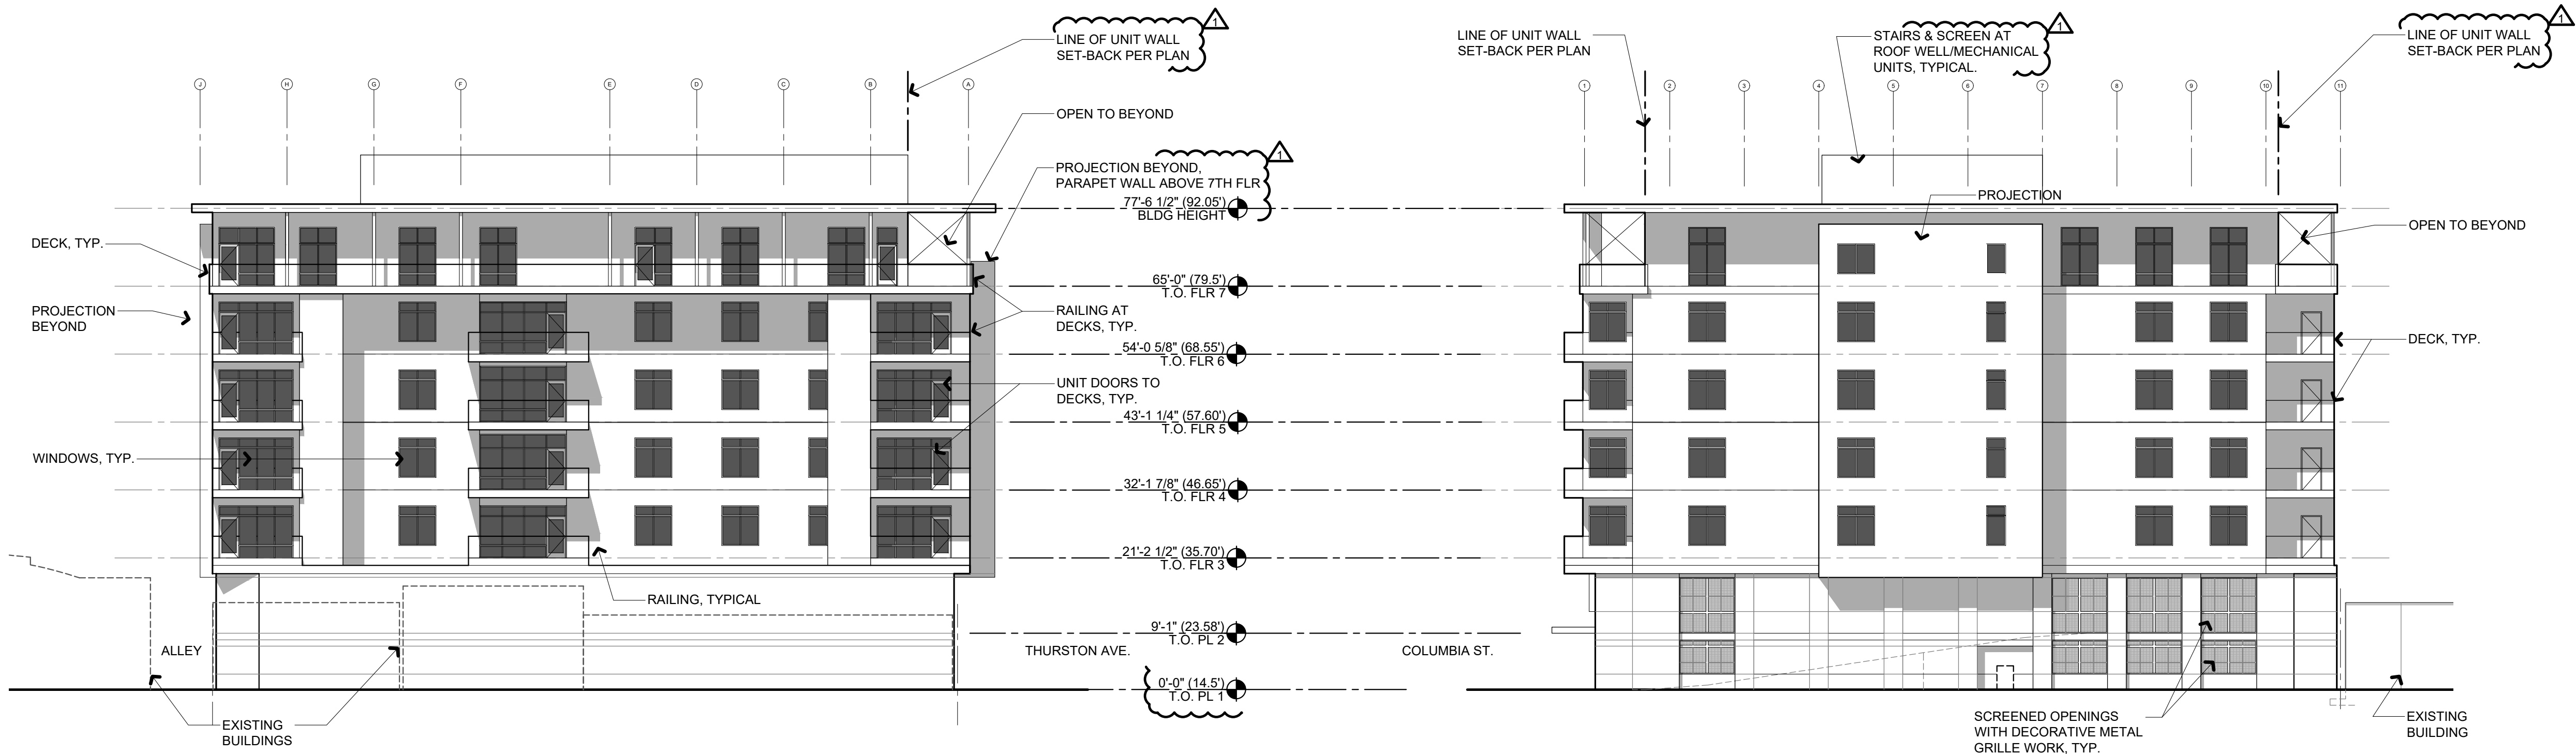 LINE OF UNIT WALL
SET-BACK PER PLAN
1
LINE OF UNIT WALL
SET-BACK PER PLAN
STAIRS & SCREEN AT
ROOF WELL/MECHANICAL
UNITS, TYPICAL.
1
LINE OF UNIT WALL
SET-BACK PER PLAN
1
J
H
G
F
E
D
C
B
A
1
2
3
4
5
6
7
8
9
10
11
OPEN TO BEYOND
PROJECTION BEYOND,
PARAPET WALL ABOVE 7TH FLR
1
77'-6 1/2" (92.05')
BLDG HEIGHT
PROJECTION
DECK, TYP.
OPEN TO BEYOND
65'-0" (79.5')
T.O. FLR 7
PROJECTION
BEYOND
RAILING AT
DECKS, TYP.
54'-0 5/8" (68.55')
T.O. FLR 6
DECK, TYP.
UNIT DOORS TO
DECKS, TYP.
43'-1 1/4" (57.60')
T.O. FLR 5
WINDOWS, TYP.
32'-1 7/8" (46.65')
T.O. FLR 4
21'-2 1/2" (35.70')
T.O. FLR 3
RAILING, TYPICAL
9'-1" (23.58')
T.O. PL 2
ALLEY
THURSTON AVE.
COLUMBIA ST.
0'-0" (14.5')
T.O. PL 1
EXISTING
BUILDINGS
SCREENED OPENINGS
WITH DECORATIVE METAL
GRILLE WORK, TYP.
EXISTING
BUILDING